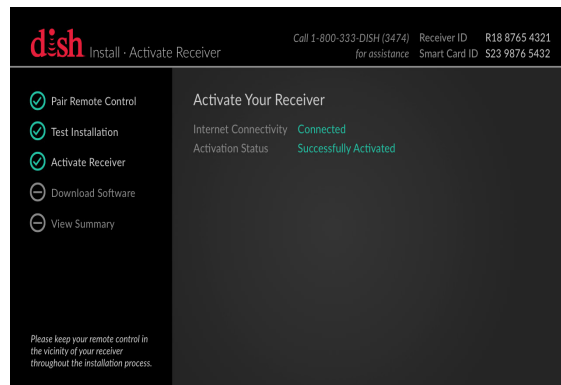 dish Install · Activate Receiver
Call 1-800-333-DISH (3474)
for assistance
Receiver ID R18 8765 4321
Smart Card ID S23 9876 5432
Pair Remote Control
Test Installation
Activate Receiver
Download Software
View Summary
Activate Your Receiver
Internet Connectivity Connected
Activation Status Successfully Activated
Please keep your remote control in
the vicinity of your receiver
throughout the installation process.